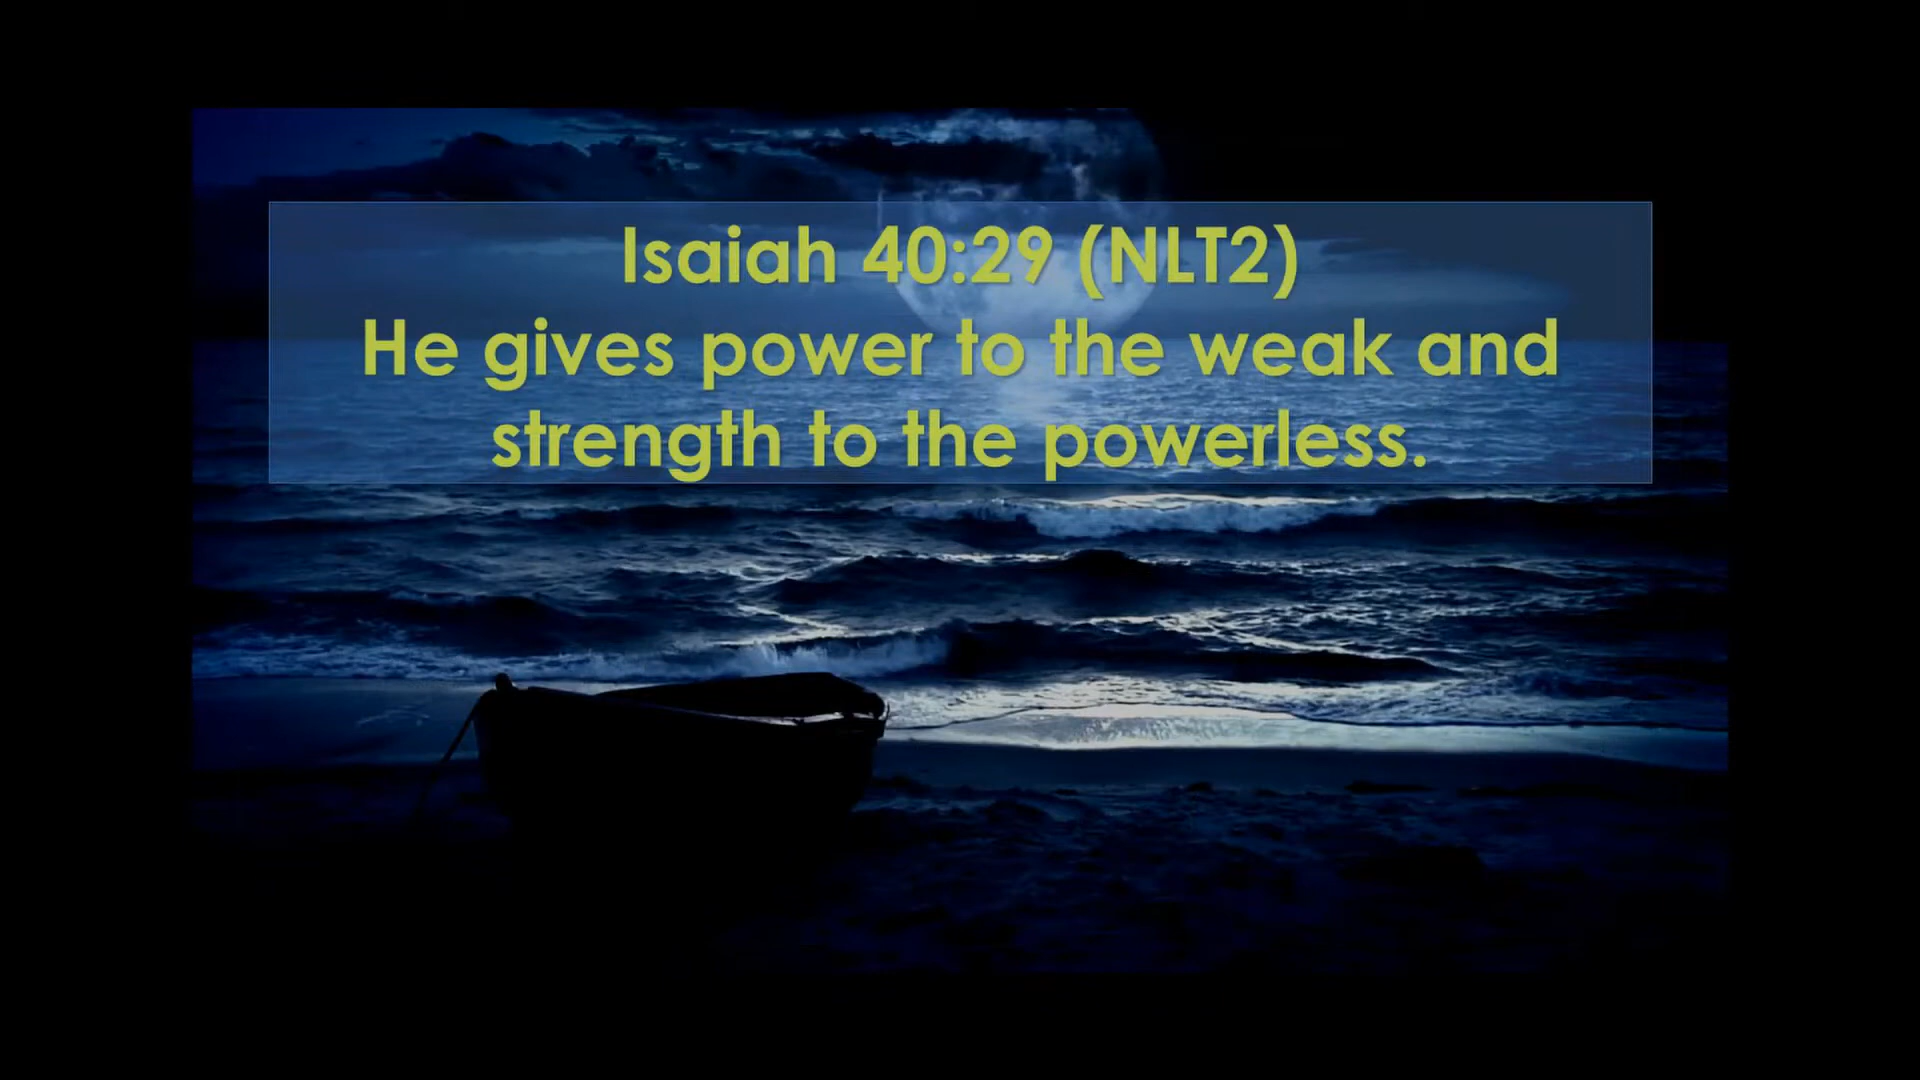 Isaiah 40:29 (NLT2)
He gives power to the weak and
strength to the powerless.